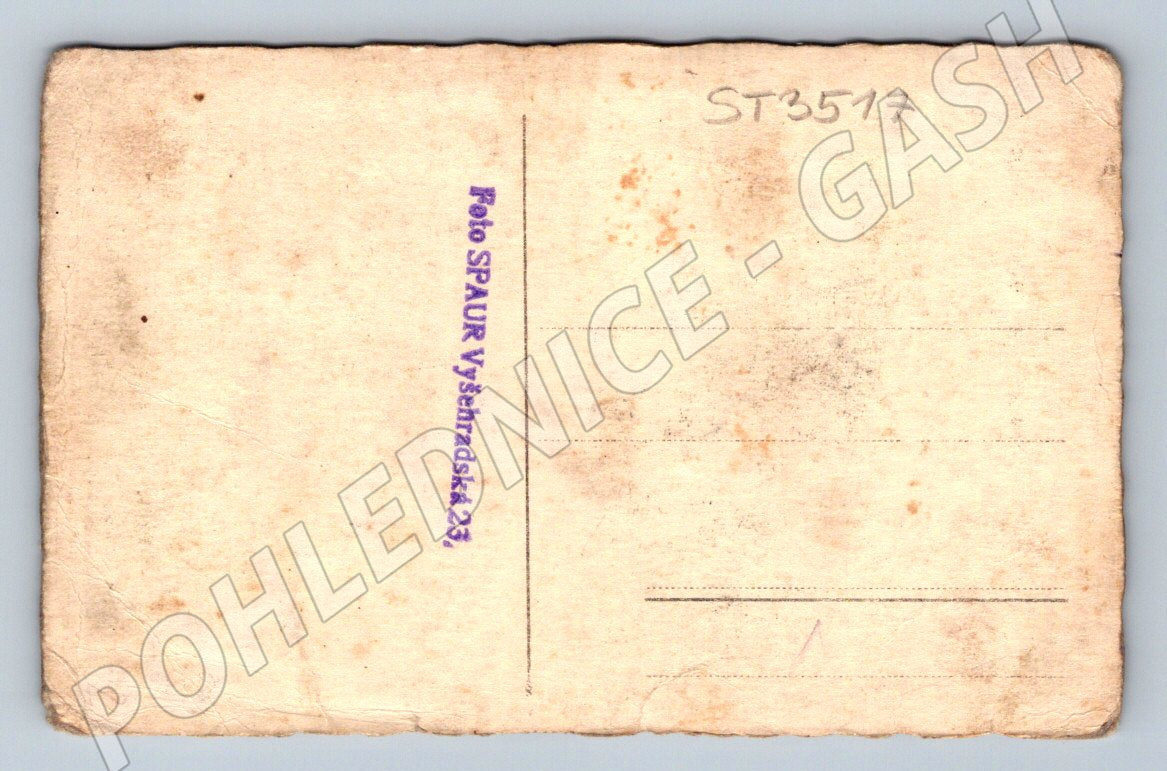 ST3517
Foto SPAUR Vyšehradská 23,
POHLEDNICE - GASH